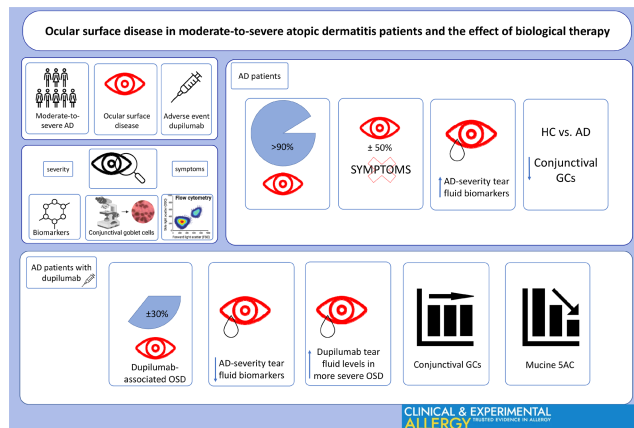 Ocular surface disease in moderate-to-severe atopic dermatitis patients and the effect of biological therapy
Moderate-to-
severe AD
Ocular surface
disease
Adverse event
dupilumab
severity
symptoms
Biomarkers
Conjunctival goblet cells
Flow cytometry
AD patients
>90%
± 50%
SYMPTOMS
AD-severity tear
fluid biomarkers
HC vs. AD
Conjunctival
GCs
AD patients with
dupilumab
±30%
Dupilumab-
associated OSD
AD-severity tear
fluid biomarkers
Dupilumab tear
fluid levels in
more severe OSD
Conjunctival GCs
Mucine 5AC
CLINICAL & EXPERIMENTAL
ALLERGY TRUSTED EVIDENCE IN ALLERGY